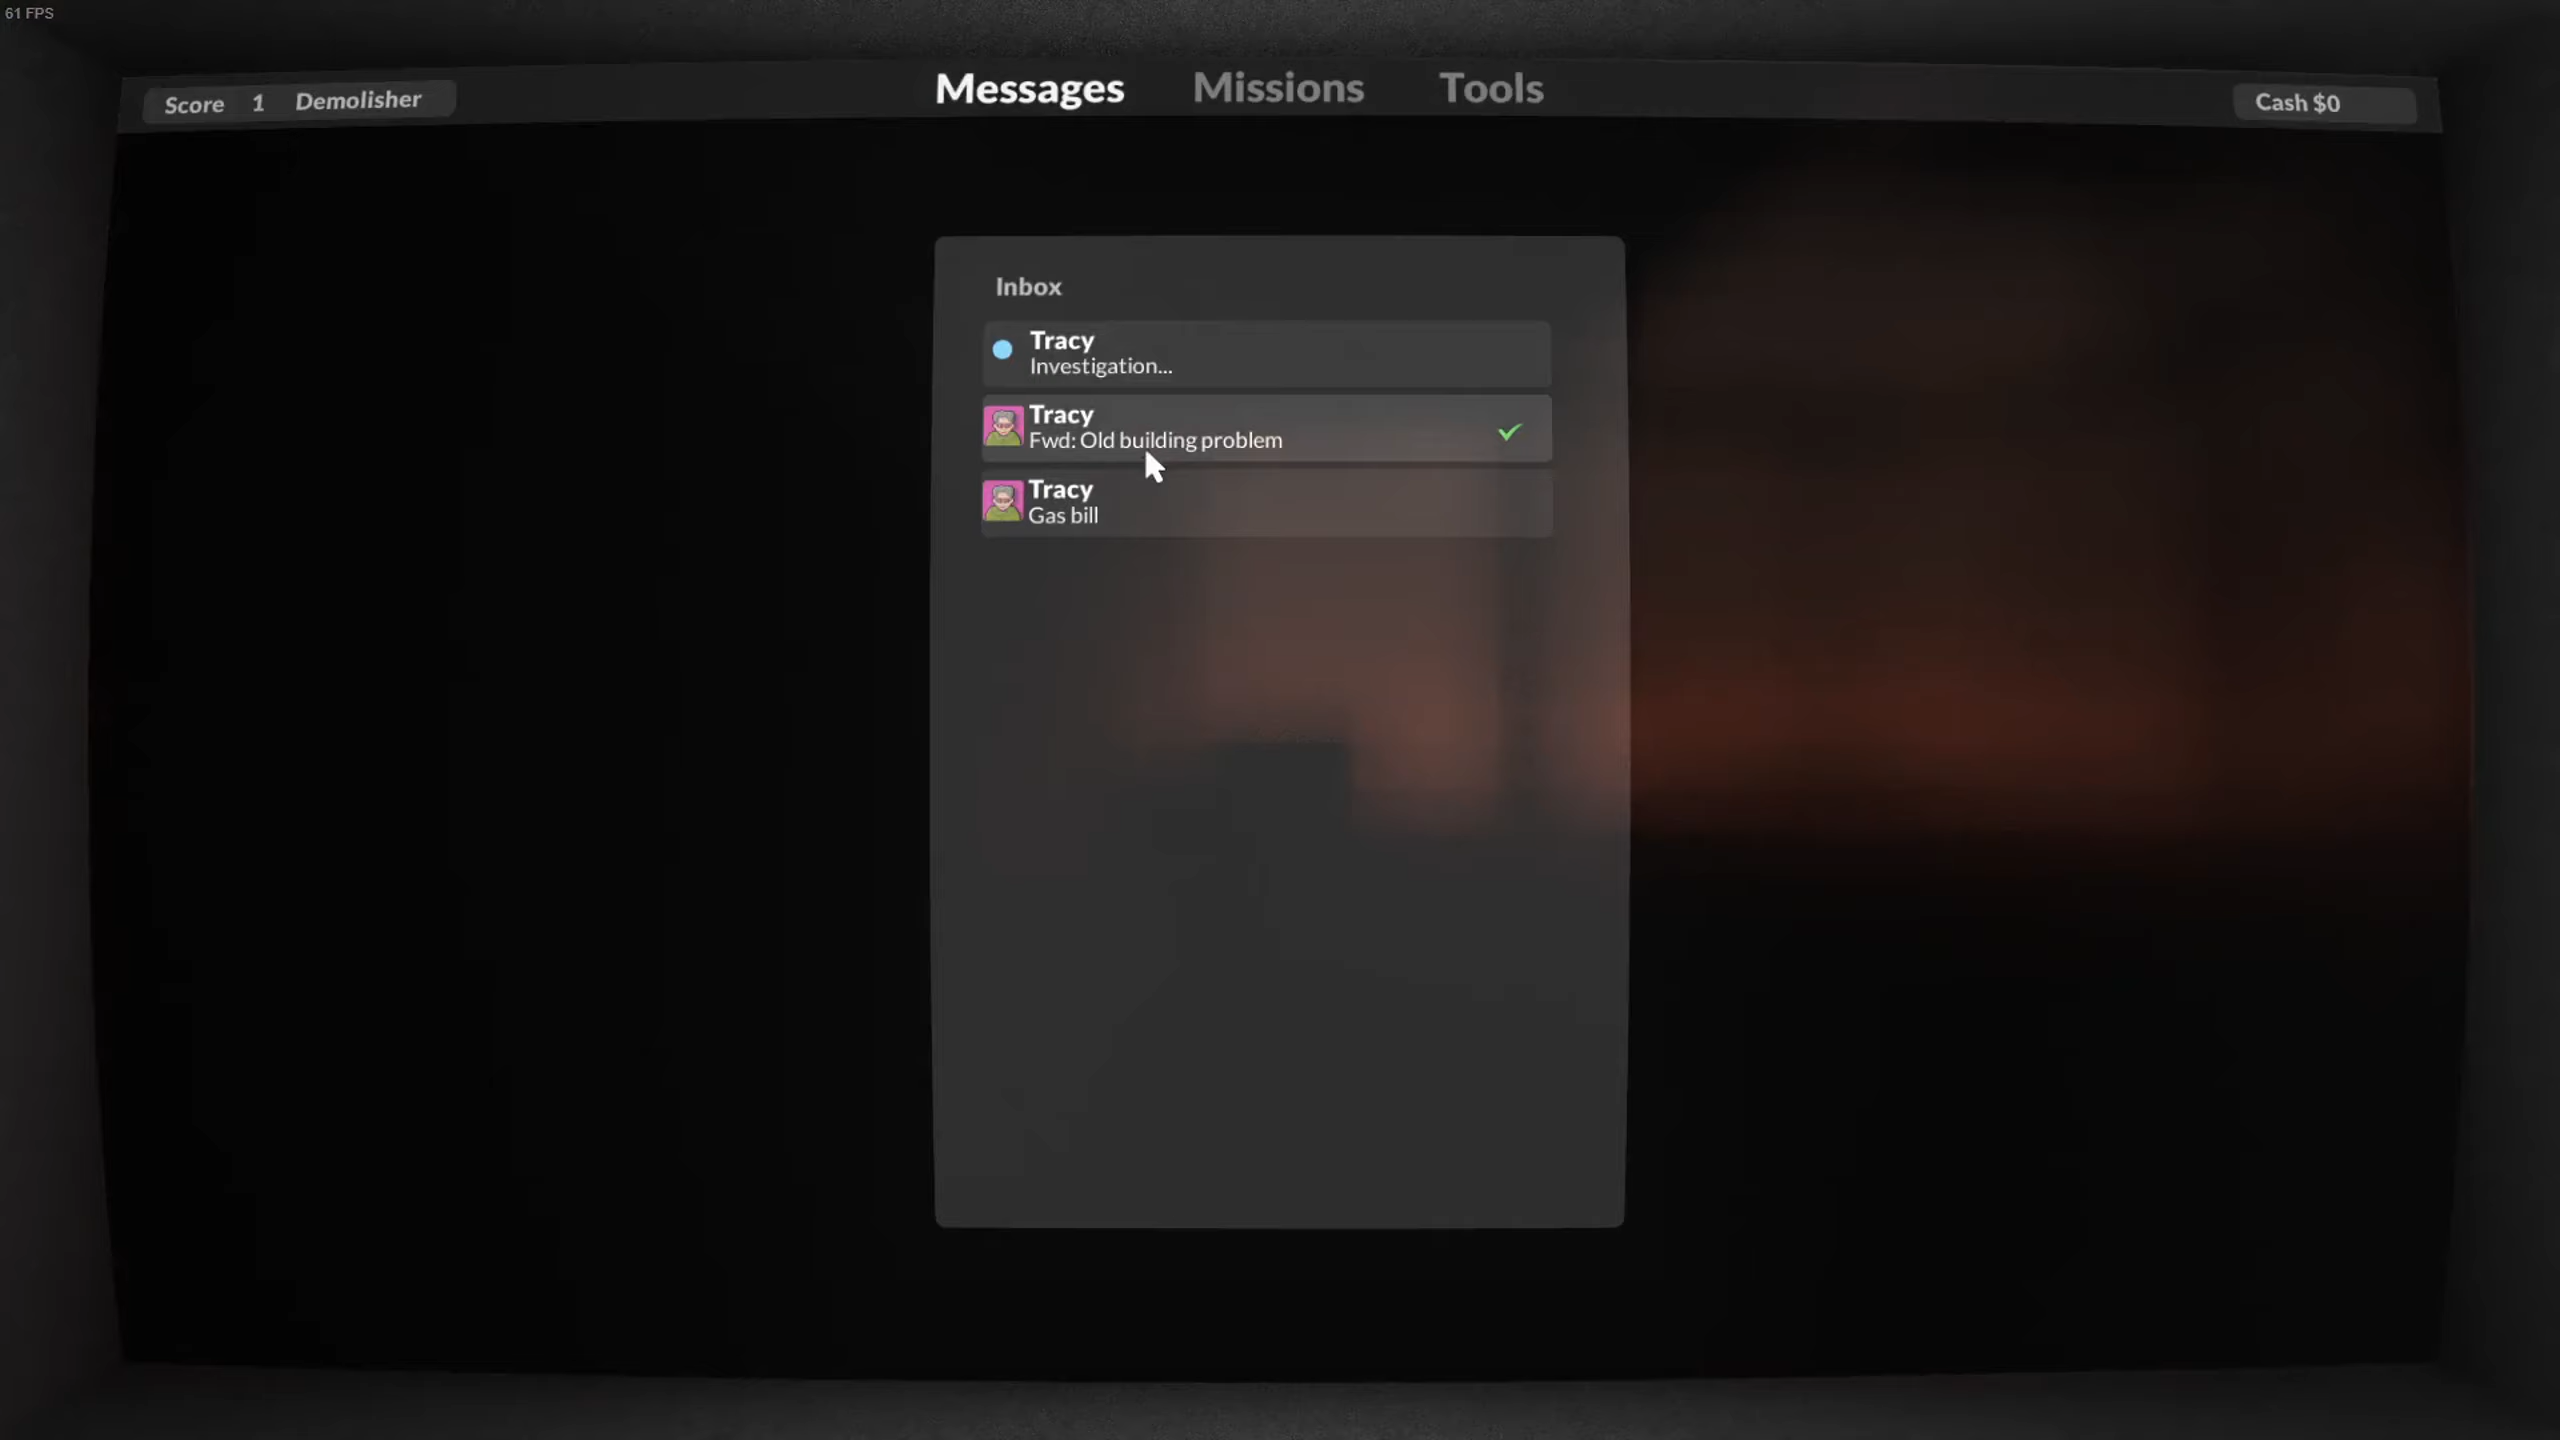 61 FPS
Score 1 Demolisher
Messages Missions Tools
Cash $0
Inbox
Tracy
Investigation...
Tracy
Fwd: Old building problem
Tracy
Gas bill